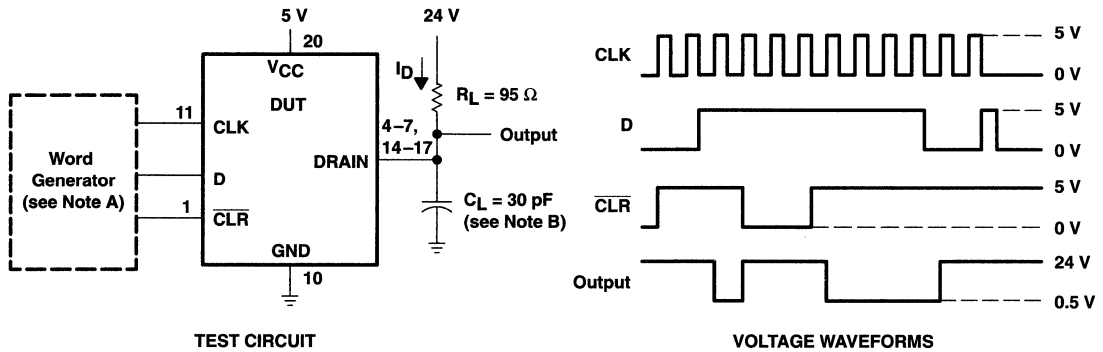 5 V
24 V
20
VCC
ID
DUT
RL = 95 Ω
11
CLK
4–7,
14–17
Output
DRAIN
Word
Generator
(see Note A)
D
1
CLR
CL = 30 pF
(see Note B)
GND
10
TEST CIRCUIT
CLK
5 V
0 V
D
5 V
0 V
CLR
5 V
0 V
Output
24 V
0.5 V
VOLTAGE WAVEFORMS